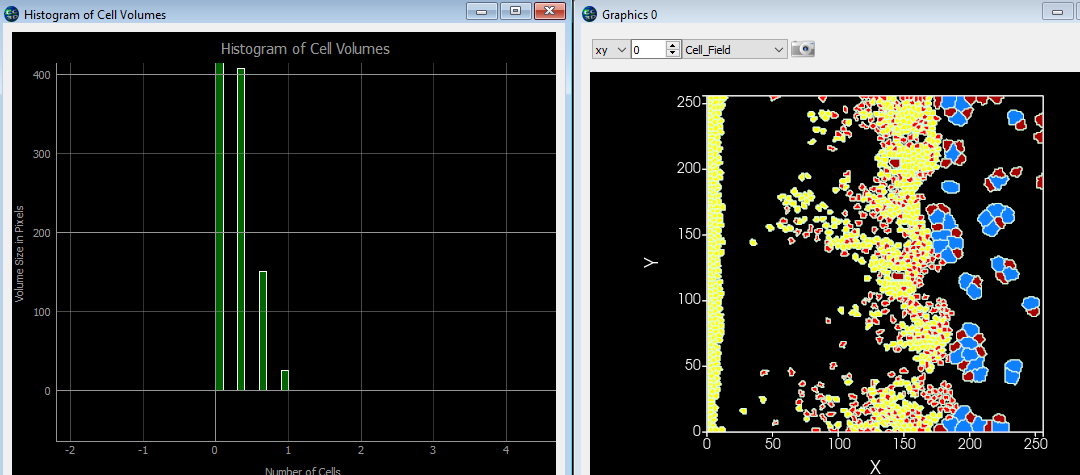 Histogram of Cell Volumes
Histogram of Cell Volumes
400
300
200
100
0
Volume Size in Pixels
-2 -1 0 1 2 3 4
Number of Cells
Graphics 0
xy 0 Cell_Field
250
200
150
100
50
0
Y
0 50 100 150 200 250
X